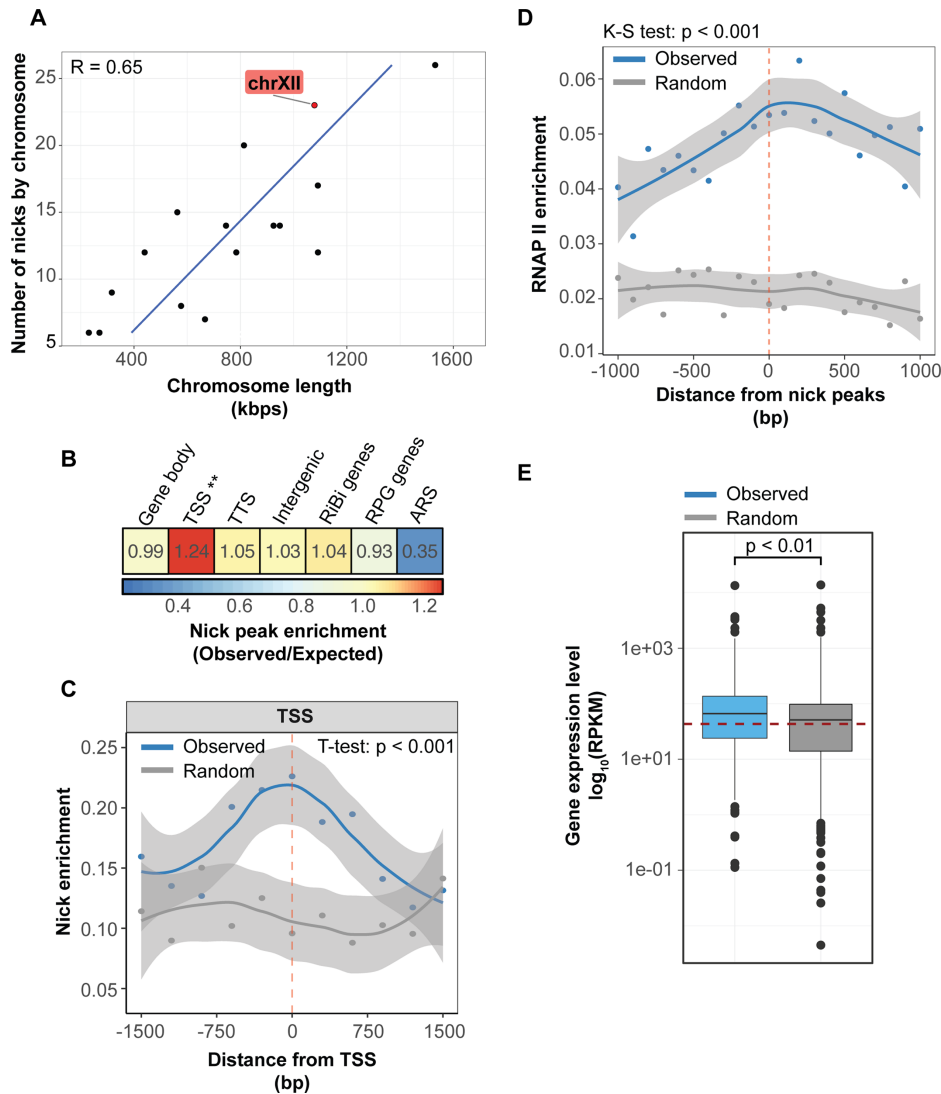 A
R = 0.65
chrXII
25
20
15
10
5
Number of nicks by chromosome
400
800
1200
1600
Chromosome length
(kbps)
B
Gene body
TSS **
TTS
Intergenic
RiBi genes
RPG genes
ARS
0.99
1.24
1.05
1.03
1.04
0.93
0.35
0.4
0.6
0.8
1.0
1.2
Nick peak enrichment
(Observed/Expected)
C
TSS
Observed
Random
T-test: p < 0.001
0.25
0.20
0.15
0.10
0.05
Nick enrichment
-1500
-750
0
750
1500
Distance from TSS
(bp)
D
K-S test: p < 0.001
Observed
Random
0.06
0.05
0.04
0.03
0.02
0.01
RNAP II enrichment
-1000
-500
0
500
1000
Distance from nick peaks
(bp)
E
Observed
Random
p < 0.01
1e+03
1e+01
1e-01
Gene expression level
log10(RPKM)